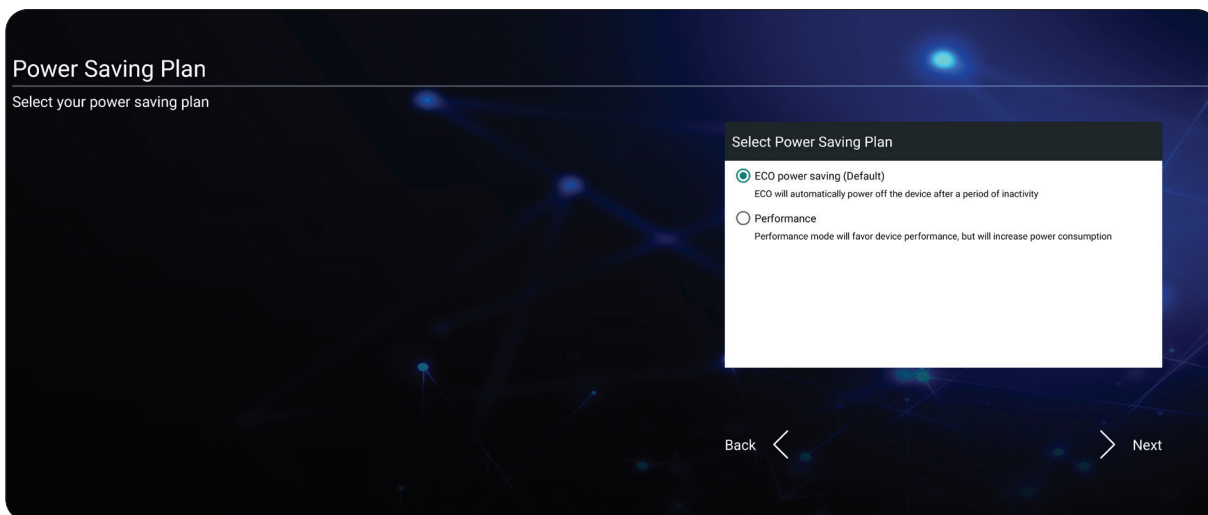 Power Saving Plan
Select your power saving plan
Select Power Saving Plan
ECO power saving (Default)
ECO will automatically power off the device after a period of inactivity
Performance
Performance mode will favor device performance, but will increase power consumption
Back
Next